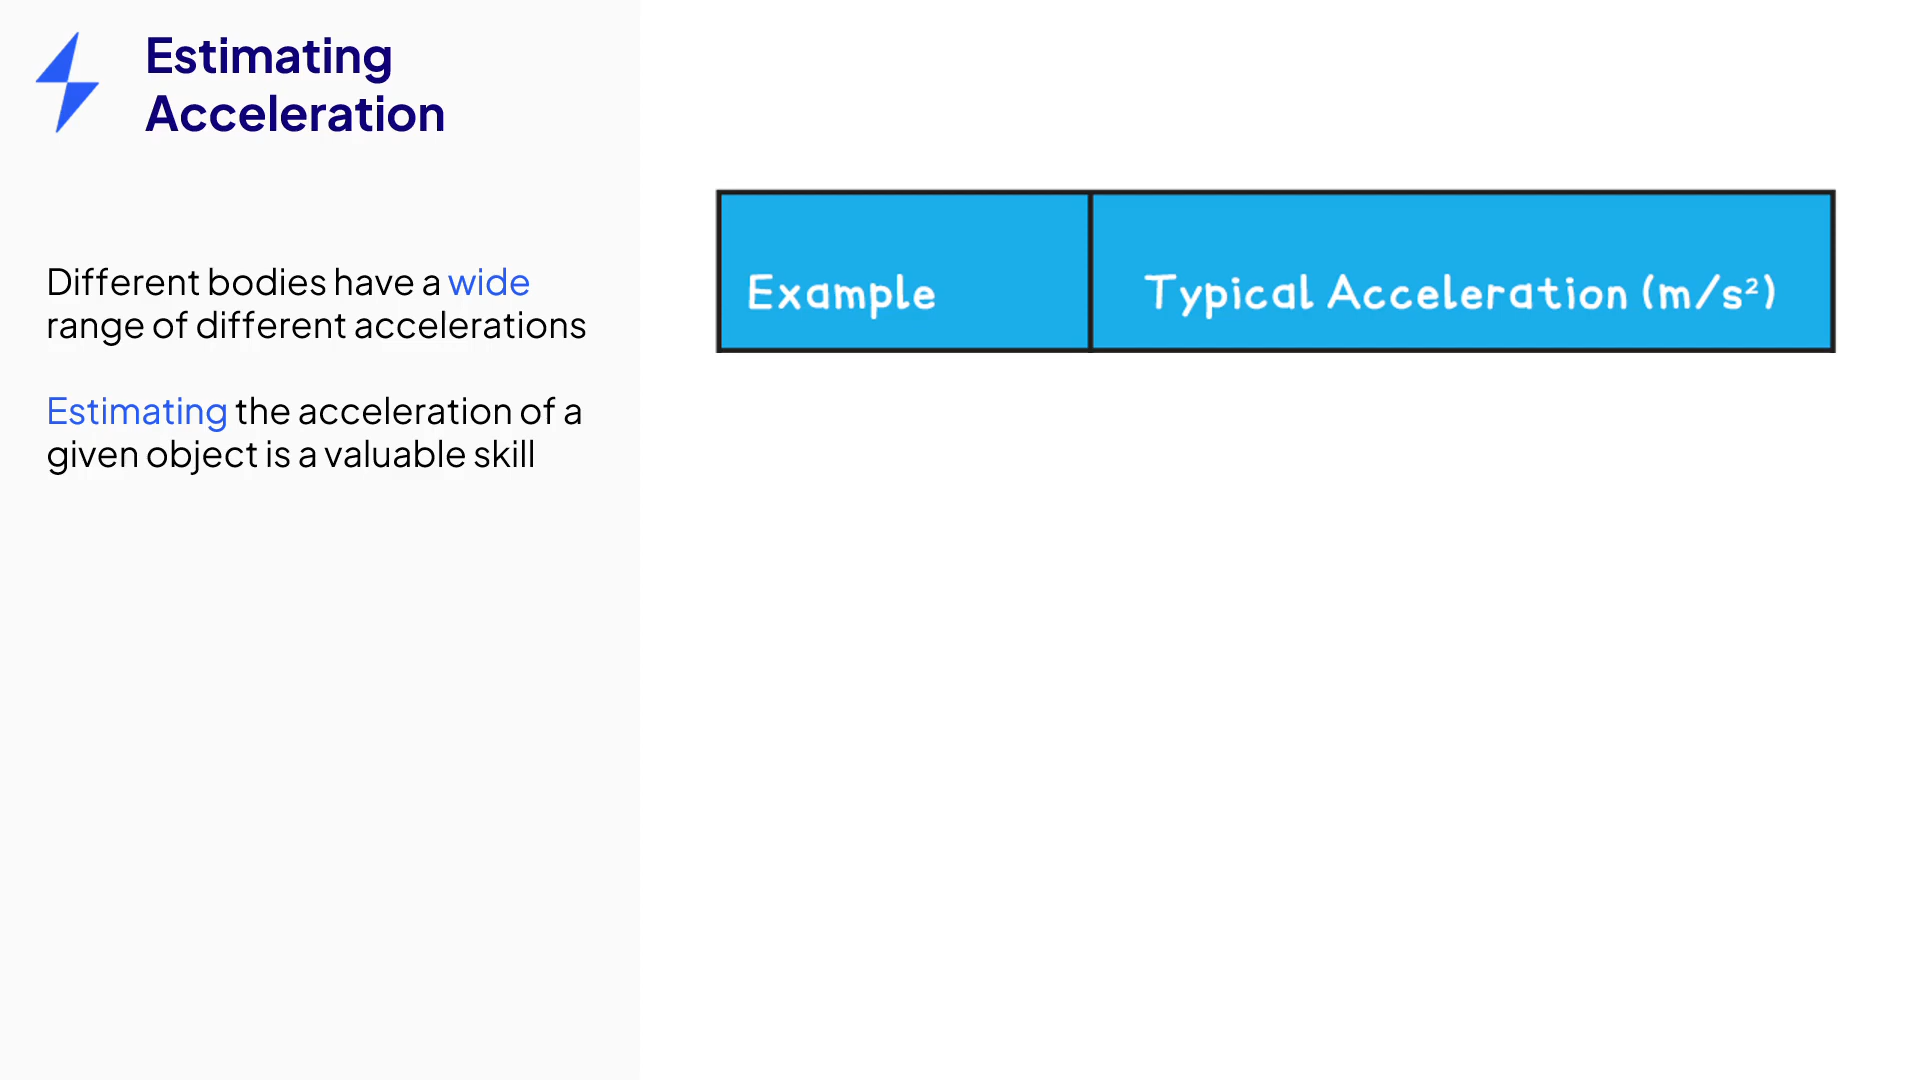 Estimating
Acceleration
Different bodies have a wide
range of different accelerations
Estimating the acceleration of a
given object is a valuable skill
Example
Typical Acceleration (m/s²)